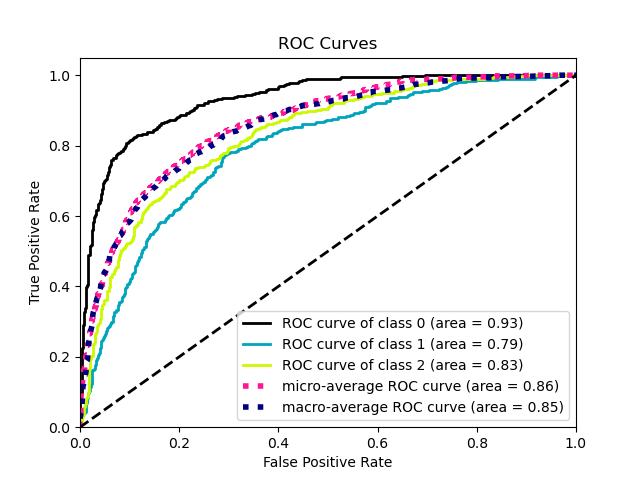 ROC Curves
True Positive Rate
1.0
0.8
0.6
0.4
0.2
0.0
ROC curve of class 0 (area = 0.93)
ROC curve of class 1 (area = 0.79)
ROC curve of class 2 (area = 0.83)
micro-average ROC curve (area = 0.86)
macro-average ROC curve (area = 0.85)
0.0 0.2 0.4 0.6 0.8 1.0
False Positive Rate